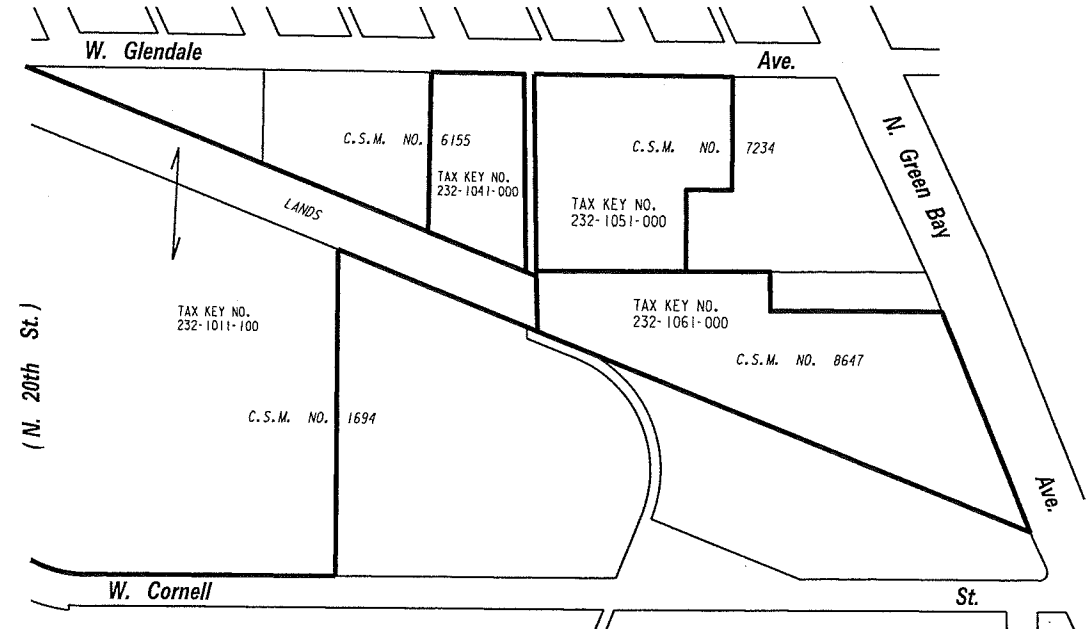 W. Glendale Ave.
C.S.M. NO. 6155
C.S.M. NO. 7234
N. Green Bay Ave.
TAX KEY NO.
232-1041-000
TAX KEY NO.
232-1051-000
LANDS
TAX KEY NO.
232-1011-100
TAX KEY NO.
232-1061-000
(N. 20th St.)
C.S.M. NO. 8647
C.S.M. NO. 1694
W. Cornell St.